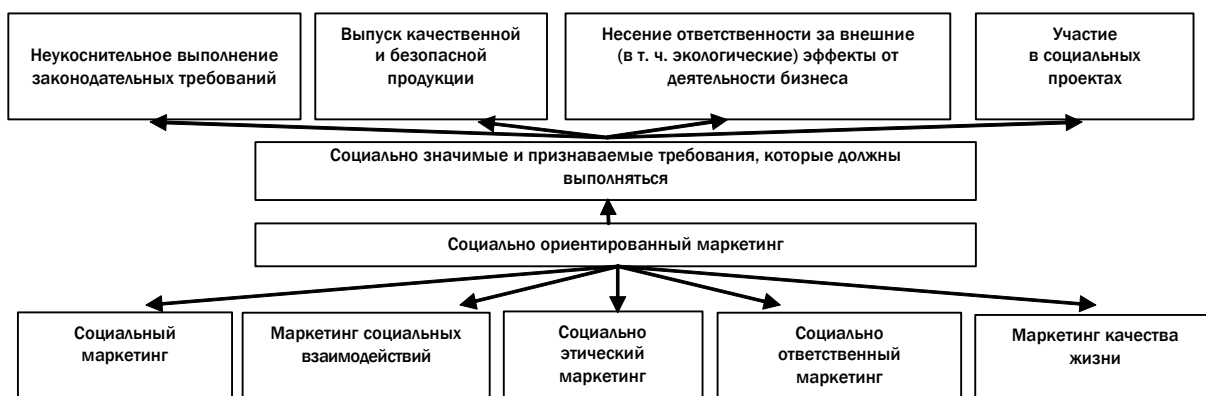 Неукоснительное выполнение
законодательных требований
Выпуск качественной
и безопасной
продукции
Несение ответственности за внешние
(в т. ч. экологические) эффекты от
деятельности бизнеса
Участие
в социальных
проектах
Социально значимые и признаваемые требования, которые должны
выполняться
Социально ориентированный маркетинг
Социальный
маркетинг
Маркетинг социальных
взаимодействий
Социально
этический
маркетинг
Социально
ответственный
маркетинг
Маркетинг качества
жизни